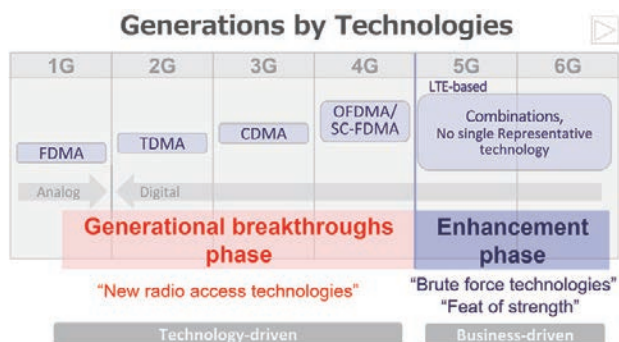 Generations by Technologies
1G 2G 3G 4G 5G 6G
LTE-based
FDMA
TDMA
CDMA
OFDMA/
SC-FDMA
Combinations,
No single Representative
technology
Analog
Digital
Generational breakthroughs
phase
Enhancement
phase
“New radio access technologies”
“Brute force technologies”
“Feat of strength”
Technology-driven
Business-driven